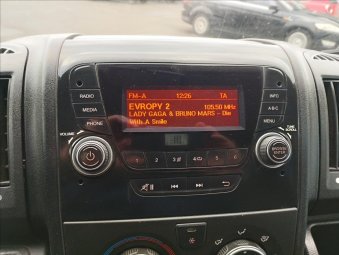 FM-A 12:26 TA
EVROPY 2 105.50 MHz
LADY GAGA & BRUNO MARS - Die
With A Smile
RADIO
MEDIA
PHONE
INFO
A-B-C
MENU
VOLUME
TUNE
SCROLL
BROWSE
ENTER
1 2 3 4 5 6